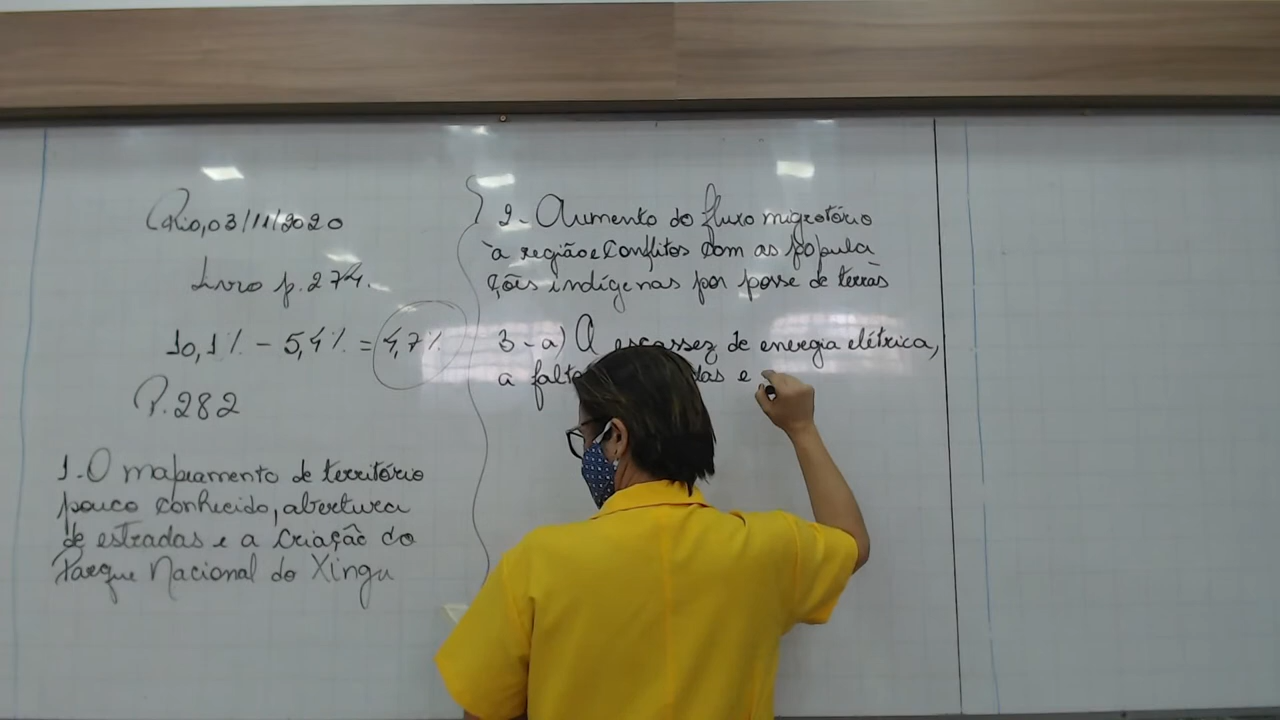 Rio, 03/11/2020
Livro p. 274.
10,1% - 5,4% = 4,7%
P. 282
1. O mapeamento de território
pouco conhecido, abertura
de estradas e a criação do
Parque Nacional do Xingu
2 - Aumento do fluxo migratório
à região e conflitos com as popula
ções indígenas por posse de terras
3 - a) A escassez de energia elétrica,
a falta e